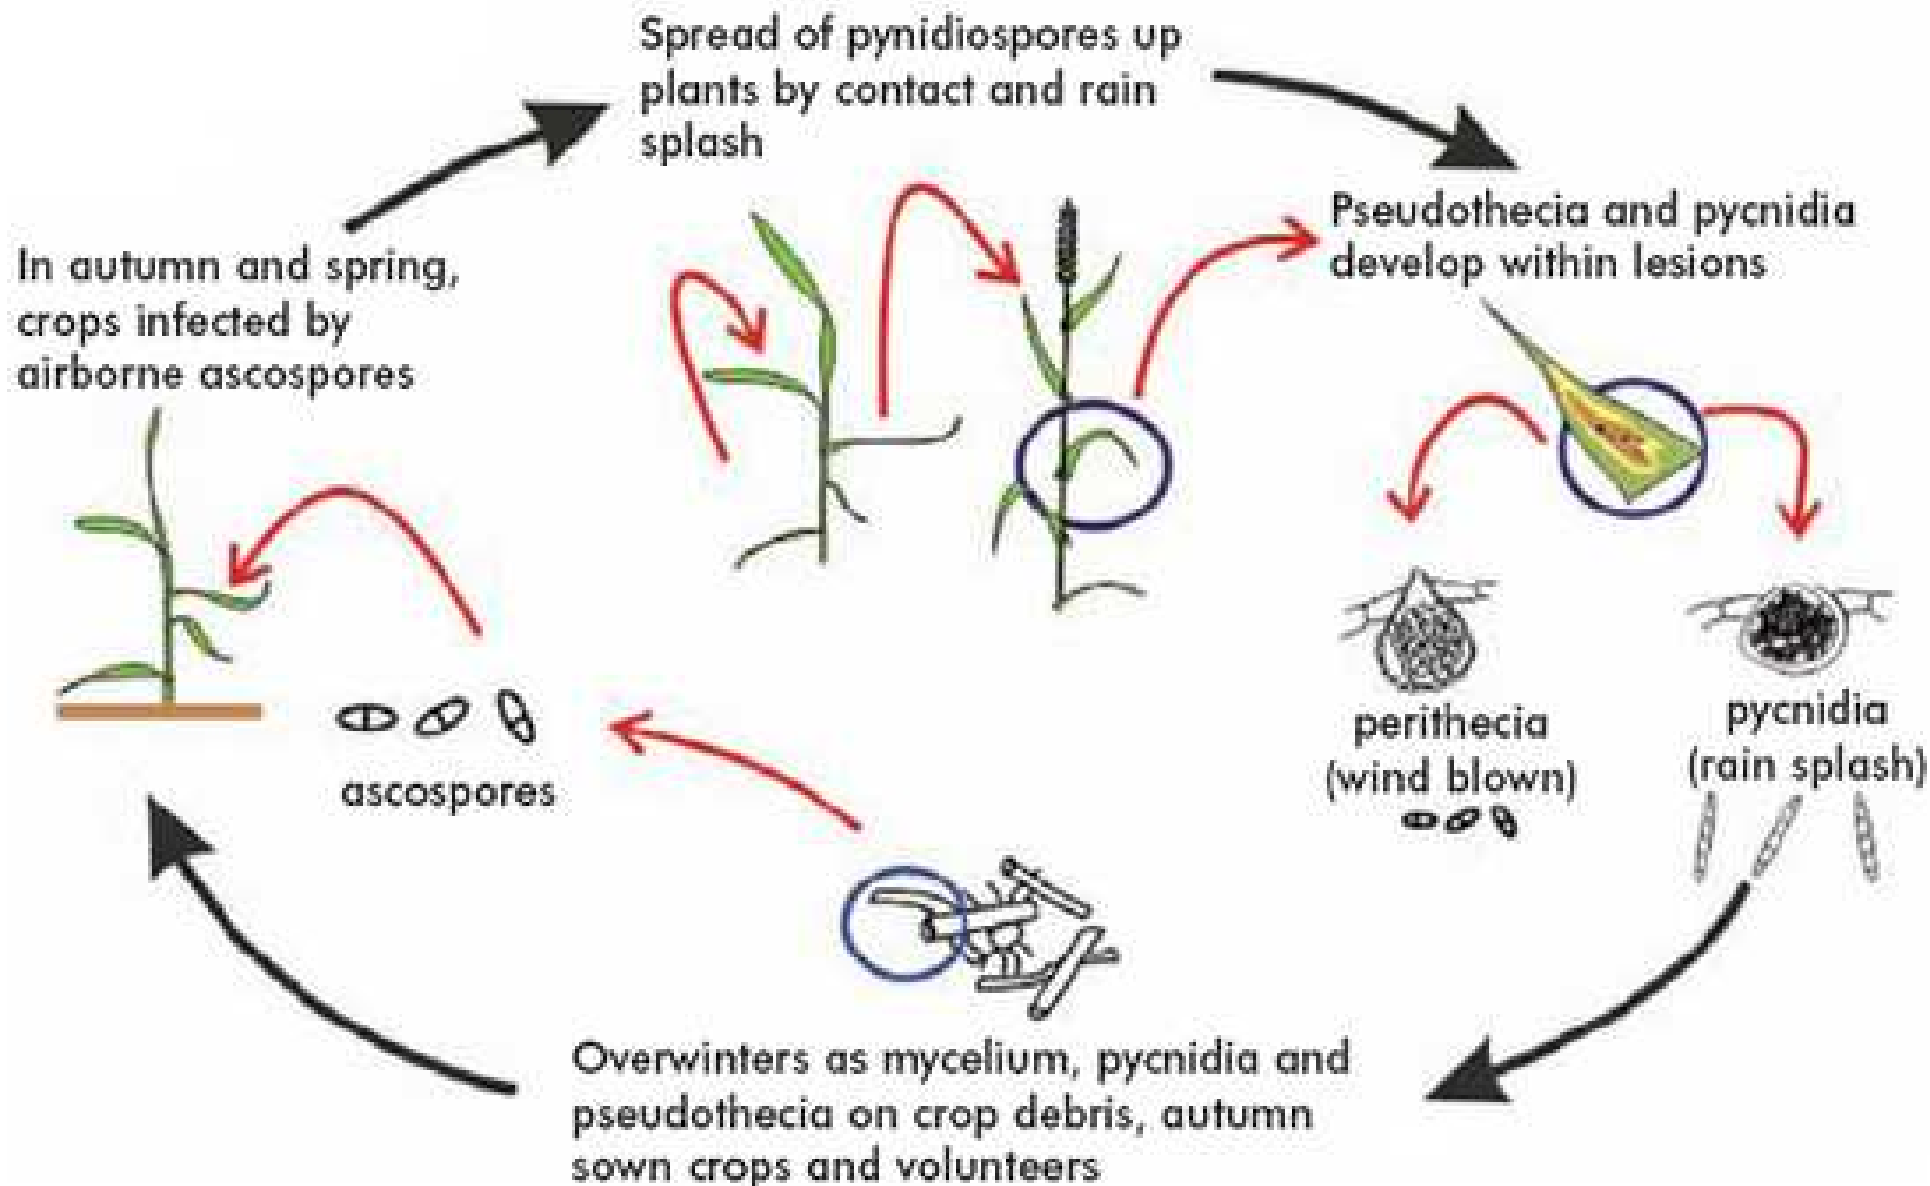 Spread of pynidiospores up
plants by contact and rain
splash
Pseudothecia and pycnidia
develop within lesions
In autumn and spring,
crops infected by
airborne ascospores
perithecia
(wind blown)
pycnidia
(rain splash)
ascospores
Overwinters as mycelium, pycnidia and
pseudothecia on crop debris, autumn
sown crops and volunteers